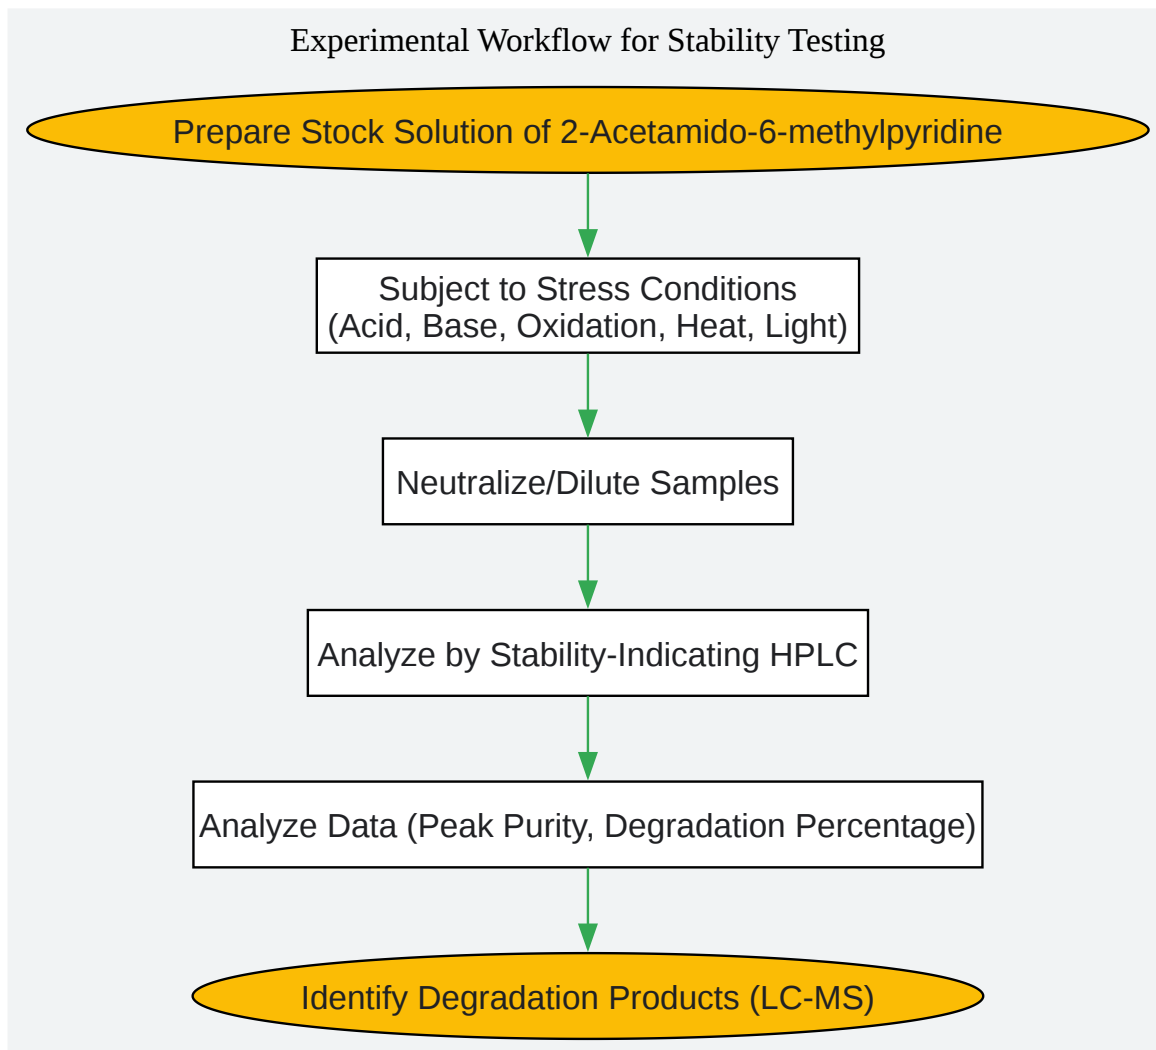 Experimental Workflow for Stability Testing
Prepare Stock Solution of 2-Acetamido-6-methylpyridine
Subject to Stress Conditions
(Acid, Base, Oxidation, Heat, Light)
Neutralize/Dilute Samples
Analyze by Stability-Indicating HPLC
Analyze Data (Peak Purity, Degradation Percentage)
Identify Degradation Products (LC-MS)